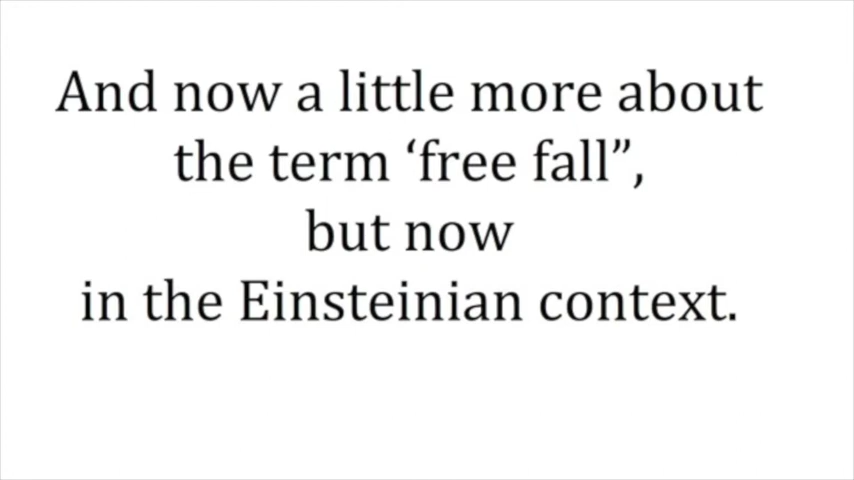 And now a little more about
the term ‘free fall”,
but now
in the Einsteinian context.